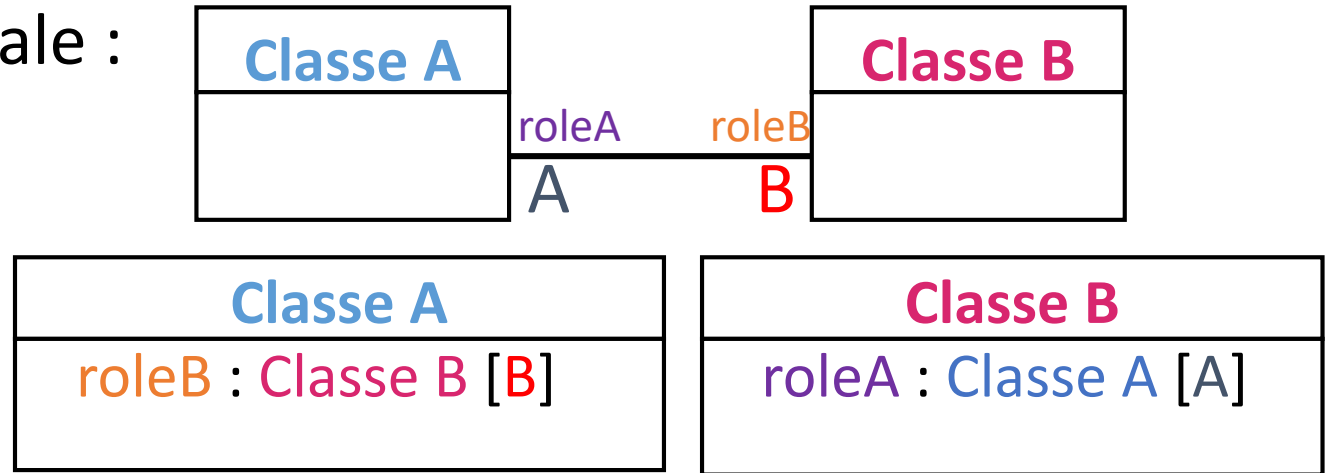 ale :
Classe A
Classe B
roleA
roleB
A
B
Classe A
Classe B
roleB : Classe B [B]
roleA : Classe A [A]